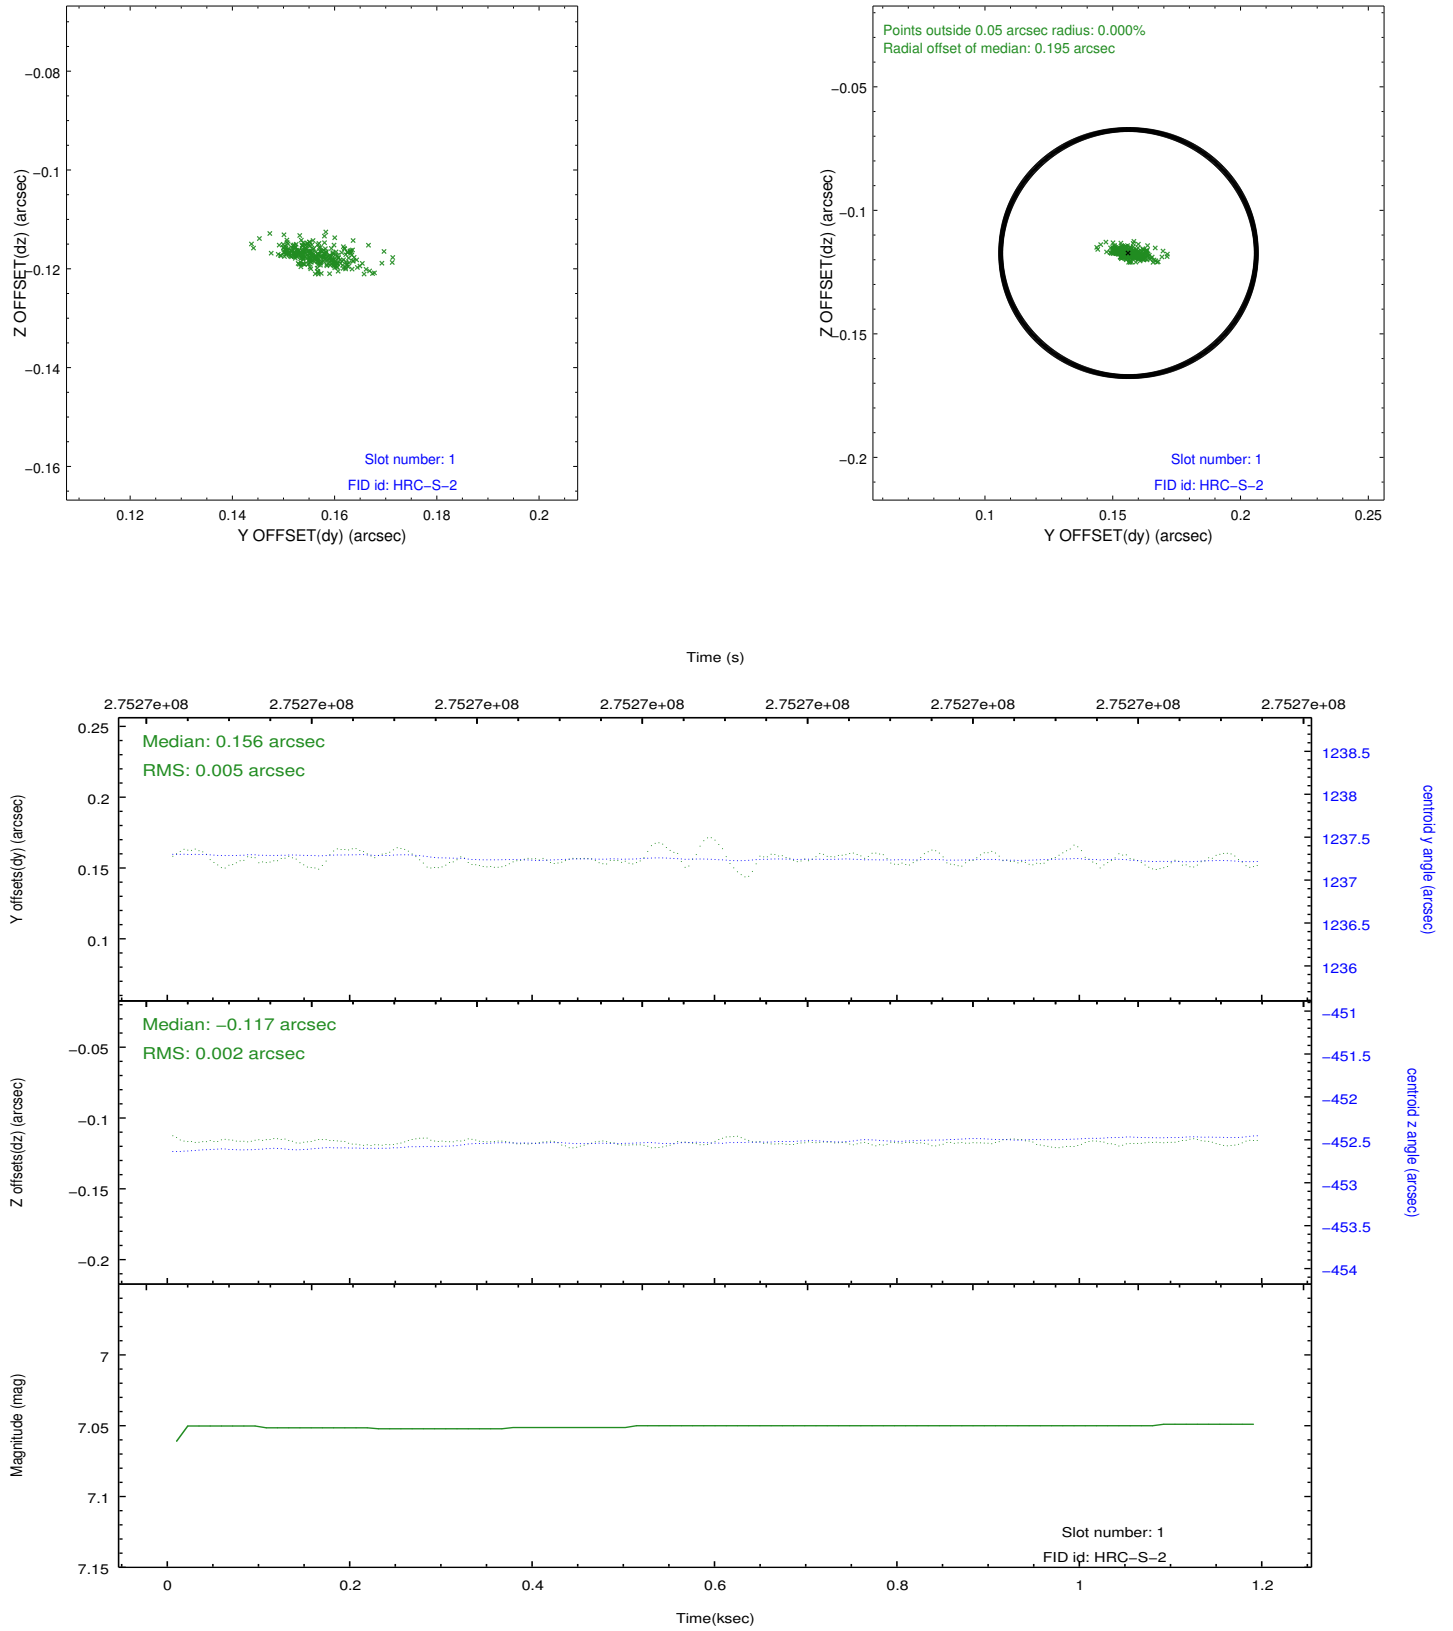 −0.08
−0.1
−0.12
−0.14
−0.16
Z OFFSET(dz) (arcsec)
0.12 0.14 0.16 0.18 0.2
Y OFFSET(dy) (arcsec)
Slot number: 1
FID id: HRC−S−2
Points outside 0.05 arcsec radius: 0.000%
Radial offset of median: 0.195 arcsec
−0.05
−0.1
−0.15
−0.2
Z OFFSET(dz) (arcsec)
0.1 0.15 0.2 0.25
Y OFFSET(dy) (arcsec)
Slot number: 1
FID id: HRC−S−2
Time (s)
2.7527e+08 2.7527e+08 2.7527e+08 2.7527e+08 2.7527e+08 2.7527e+08 2.7527e+08 2.7527e+08
Median: 0.156 arcsec
RMS: 0.005 arcsec
0.25
0.2
0.15
0.1
Y offsets(dy) (arcsec)
1238.5
1238
1237.5
1237
1236.5
1236
centroid y angle (arcsec)
Median: −0.117 arcsec
RMS: 0.002 arcsec
−0.05
−0.1
−0.15
−0.2
Z offsets(dz) (arcsec)
−451
−451.5
−452
−452.5
−453
−453.5
−454
centroid z angle (arcsec)
7
7.05
7.1
7.15
Magnitude (mag)
Slot number: 1
FID id: HRC−S−2
0 0.2 0.4 0.6 0.8 1 1.2
Time(ksec)